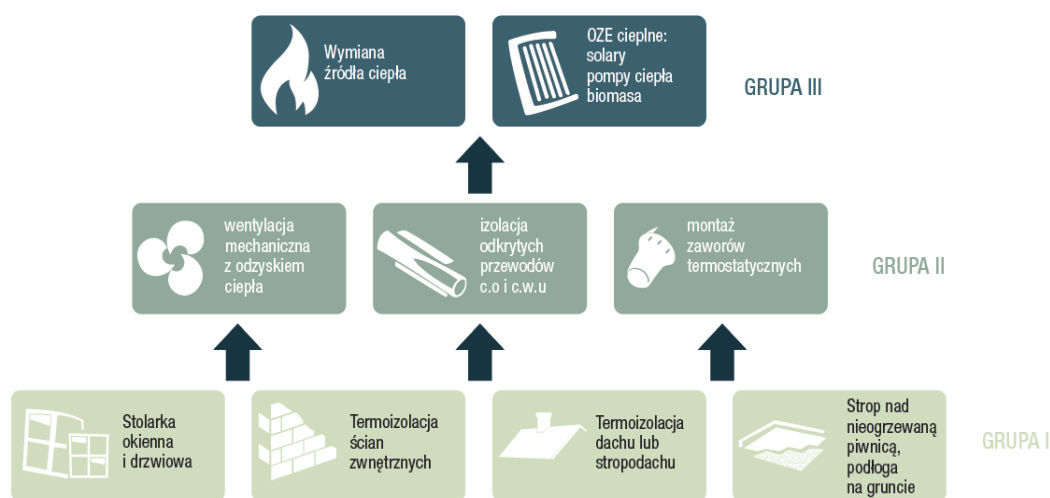 Wymiana
źródła ciepła
OZE cieplne:
solary
pompy ciepła
biomasa
GRUPA III
wentylacja
mechaniczna
z odzyskiem
ciepła
izolacja
odkrytych
przewodów
c.o i c.w.u
montaż
zaworów
termostatycznych
GRUPA II
Stolarka
okienna
i drzwiowa
Termoizolacja
ścian
zwnętrznych
Termoizolacja
dachu lub
stropodachu
Strop nad
nieogrzewaną
piwnicą,
podłoga
na gruncie
GRUPA I